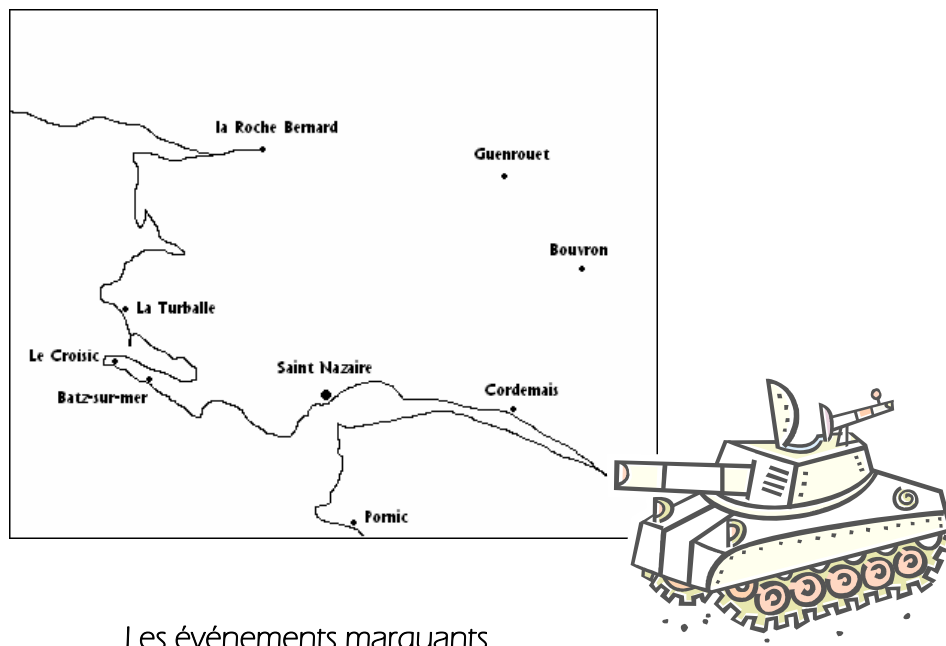 la Roche Bernard
Guenrouet
Bouvron
La Turballe
Le Croisic
Saint Nazaire
Batz-sur-mer
Cordemais
Pornic
Les événements marquants